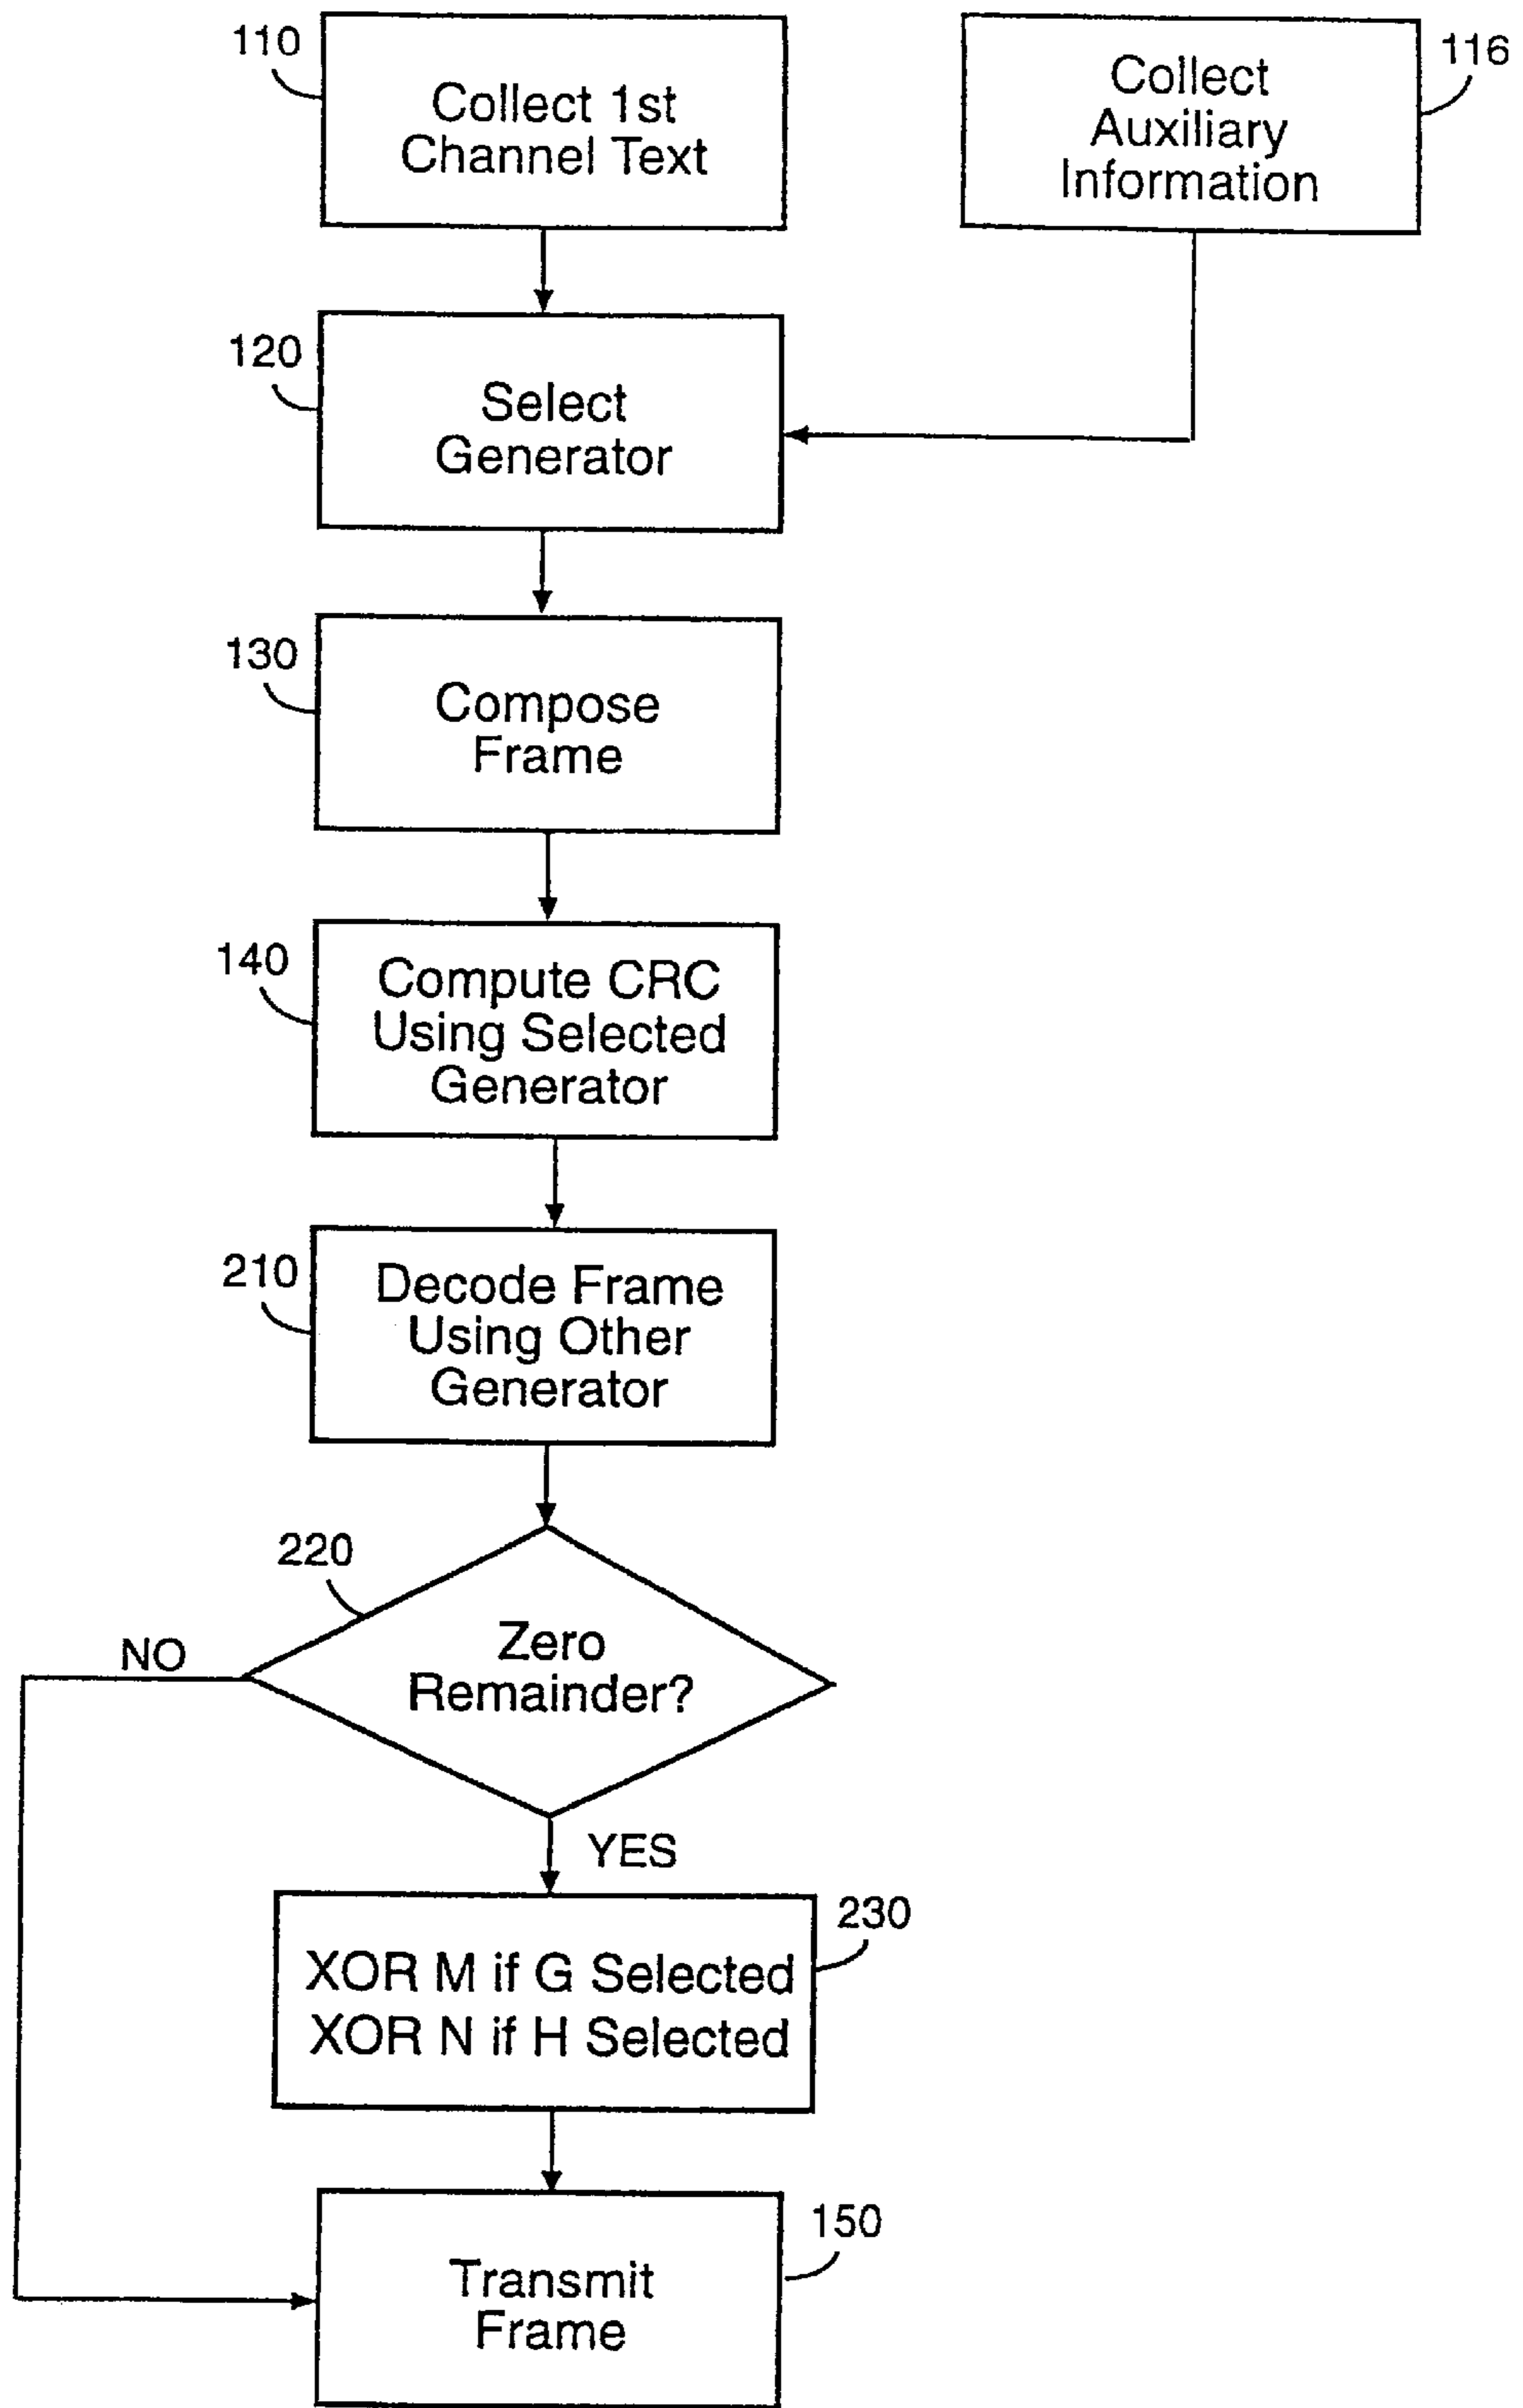 110
Collect 1st
Channel Text
Collect
Auxiliary
Information
116
120
Select
Generator
130
Compose
Frame
140
Compute CRC
Using Selected
Generator
210
Decode Frame
Using Other
Generator
220
Zero
Remainder?
NO
YES
230
XOR M if G Selected
XOR N if H Selected
150
Transmit
Frame